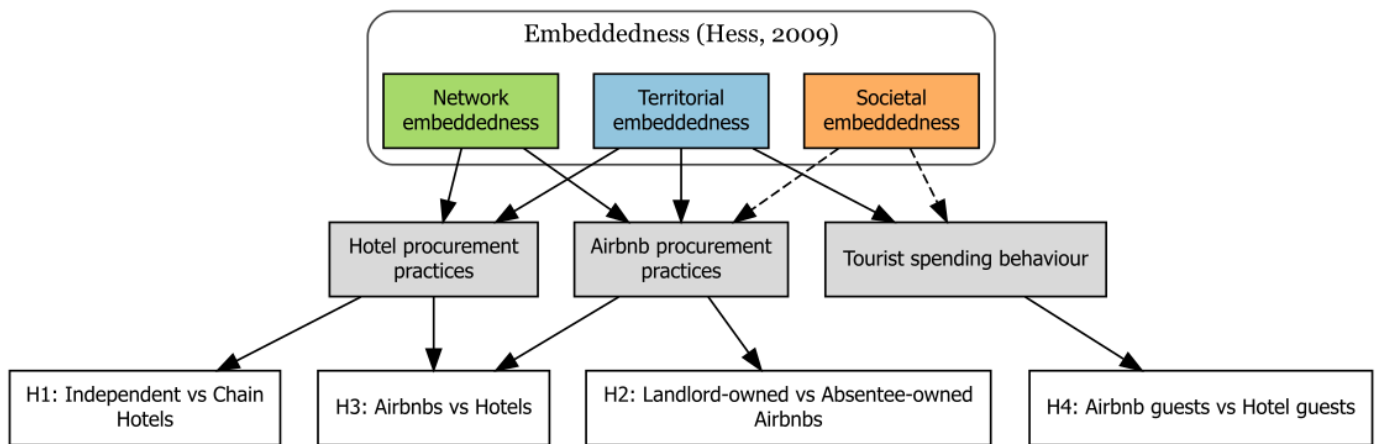 Embeddedness (Hess, 2009)
Network
embeddedness
Territorial
embeddedness
Societal
embeddedness
Hotel procurement
practices
Airbnb procurement
practices
Tourist spending behaviour
H1: Independent vs Chain
Hotels
H3: Airbnbs vs Hotels
H2: Landlord-owned vs Absentee-owned
Airbnbs
H4: Airbnb guests vs Hotel guests